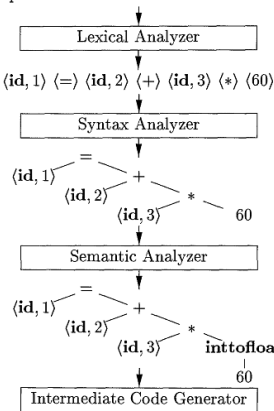 Lexical Analyzer
⟨id, 1⟩ ⟨=⟩ ⟨id, 2⟩ ⟨+⟩ ⟨id, 3⟩ ⟨*⟩ ⟨60⟩
Syntax Analyzer
=
⟨id, 1⟩ +
⟨id, 2⟩ *
⟨id, 3⟩ 60
Semantic Analyzer
=
⟨id, 1⟩ +
⟨id, 2⟩ *
⟨id, 3⟩ inttofloa
60
Intermediate Code Generator